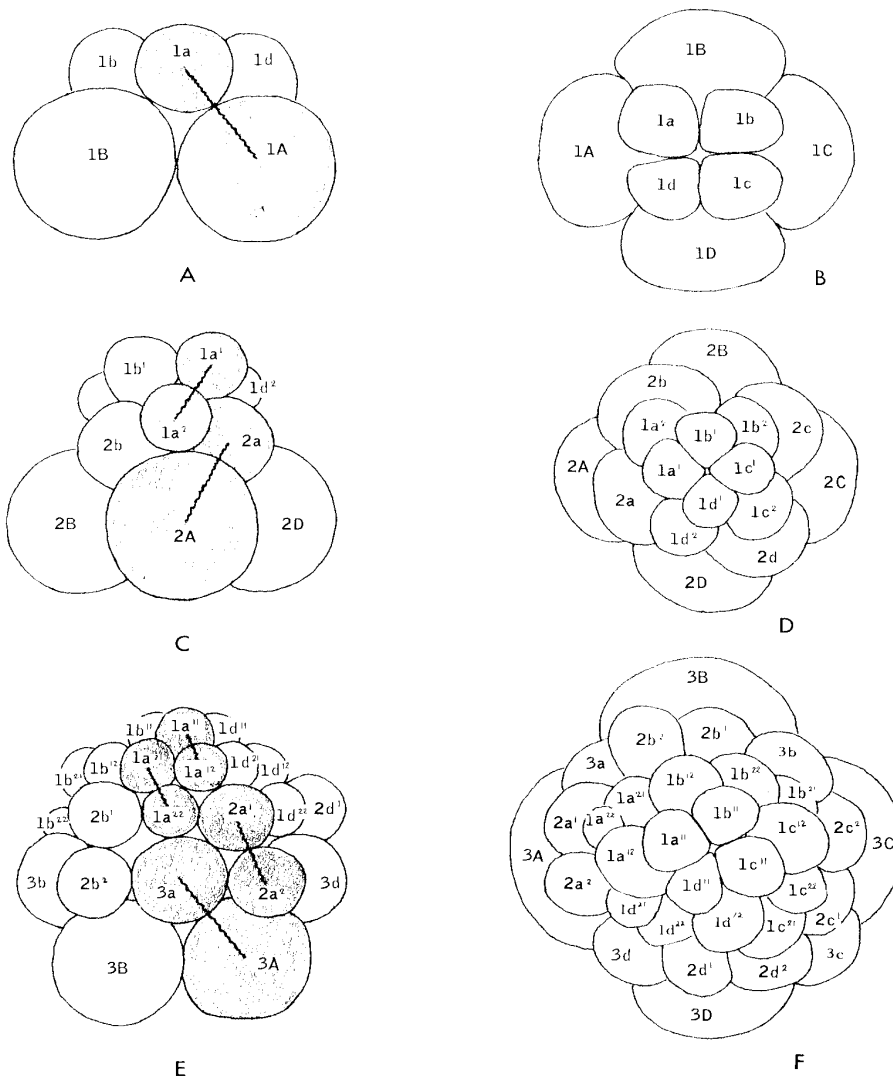 1a
1b 1d
1B 1A
A
1B
1a 1b
1A 1C
1d 1c
1D
B
1a¹
1b¹
1d²
1a²
2b 2a
2B 2D
2A
C
2B
2b
1a² 1b¹ 1b² 2c
2A 1a¹ 1c¹ 2C
2a 1d¹ 1c²
1d² 2d
2D
D
1b¹¹ 1a¹¹ 1d¹¹
1b²¹ 1b¹² 1a¹² 1d²¹ 1d¹²
1b²² 2b¹ 1a²² 2a¹ 1d²² 2d¹
3b 2b² 3a 2a² 3d
3B 3A
E
3B
2b² 2b¹
3a 3b
1a²¹ 1b¹² 1b²² 1b²¹
2a¹ 1a²² 1a¹¹ 1b¹¹ 1c¹² 2c²
3A 1a¹² 1c¹¹ 3C
2a² 1d¹¹ 1c²²
1d²¹ 1d²² 1d¹² 1c²¹ 2c¹
3d 2d¹ 2d² 3c
3D
F